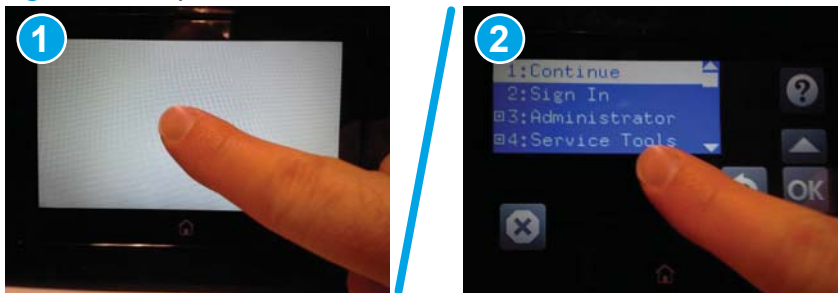 1
2
1:Continue
2:Sign In
3:Administrator
4:Service Tools
?
OK